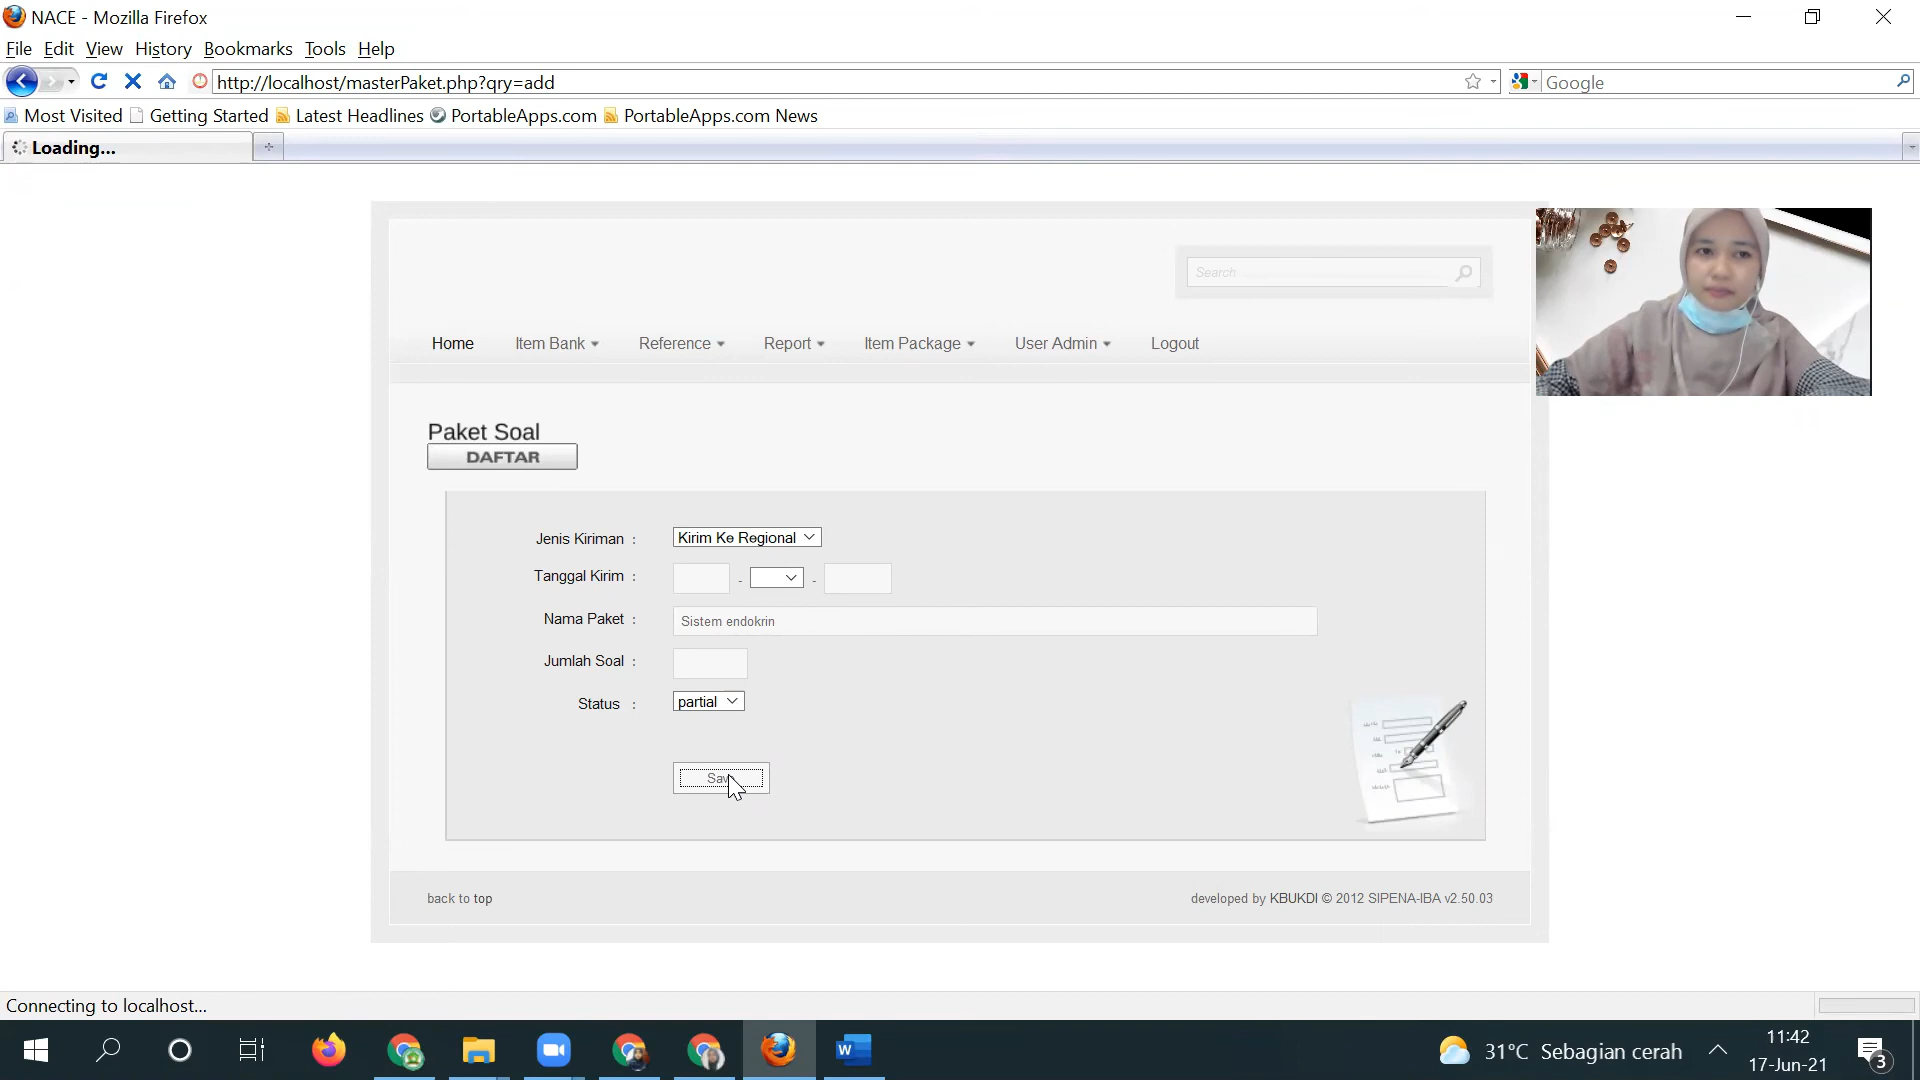 NACE - Mozilla Firefox
File Edit View History Bookmarks Tools Help
http://localhost/masterPaket.php?qry=add
Google
Most Visited Getting Started Latest Headlines PortableApps.com PortableApps.com News
Loading...
Search
Home Item Bank Reference Report Item Package User Admin Logout
Paket Soal
DAFTAR
Jenis Kiriman : Kirim Ke Regional
Tanggal Kirim : - -
Nama Paket : Sistem endokrin
Jumlah Soal :
Status : partial
Save
back to top
developed by KBUKDI © 2012 SIPENA-IBA v2.50.03
Connecting to localhost...
31°C Sebagian cerah
11:42
17-Jun-21
3